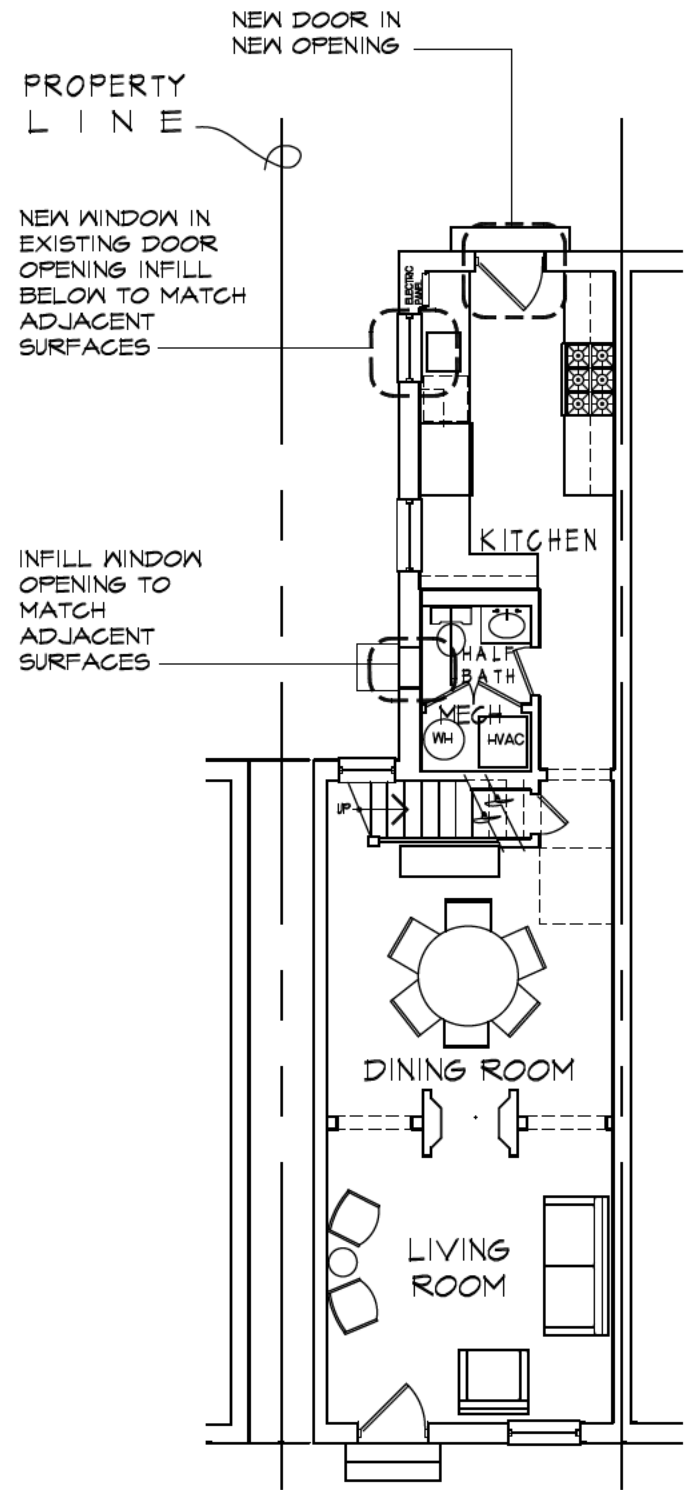 NEW DOOR IN
NEW OPENING
PROPERTY
LINE
NEW WINDOW IN
EXISTING DOOR
OPENING INFILL
BELOW TO MATCH
ADJACENT
SURFACES
ELECTRIC
PANEL
KITCHEN
INFILL WINDOW
OPENING TO
MATCH
ADJACENT
SURFACES
HALF
BATH
MECH
WH
HVAC
UP
DINING ROOM
LIVING
ROOM